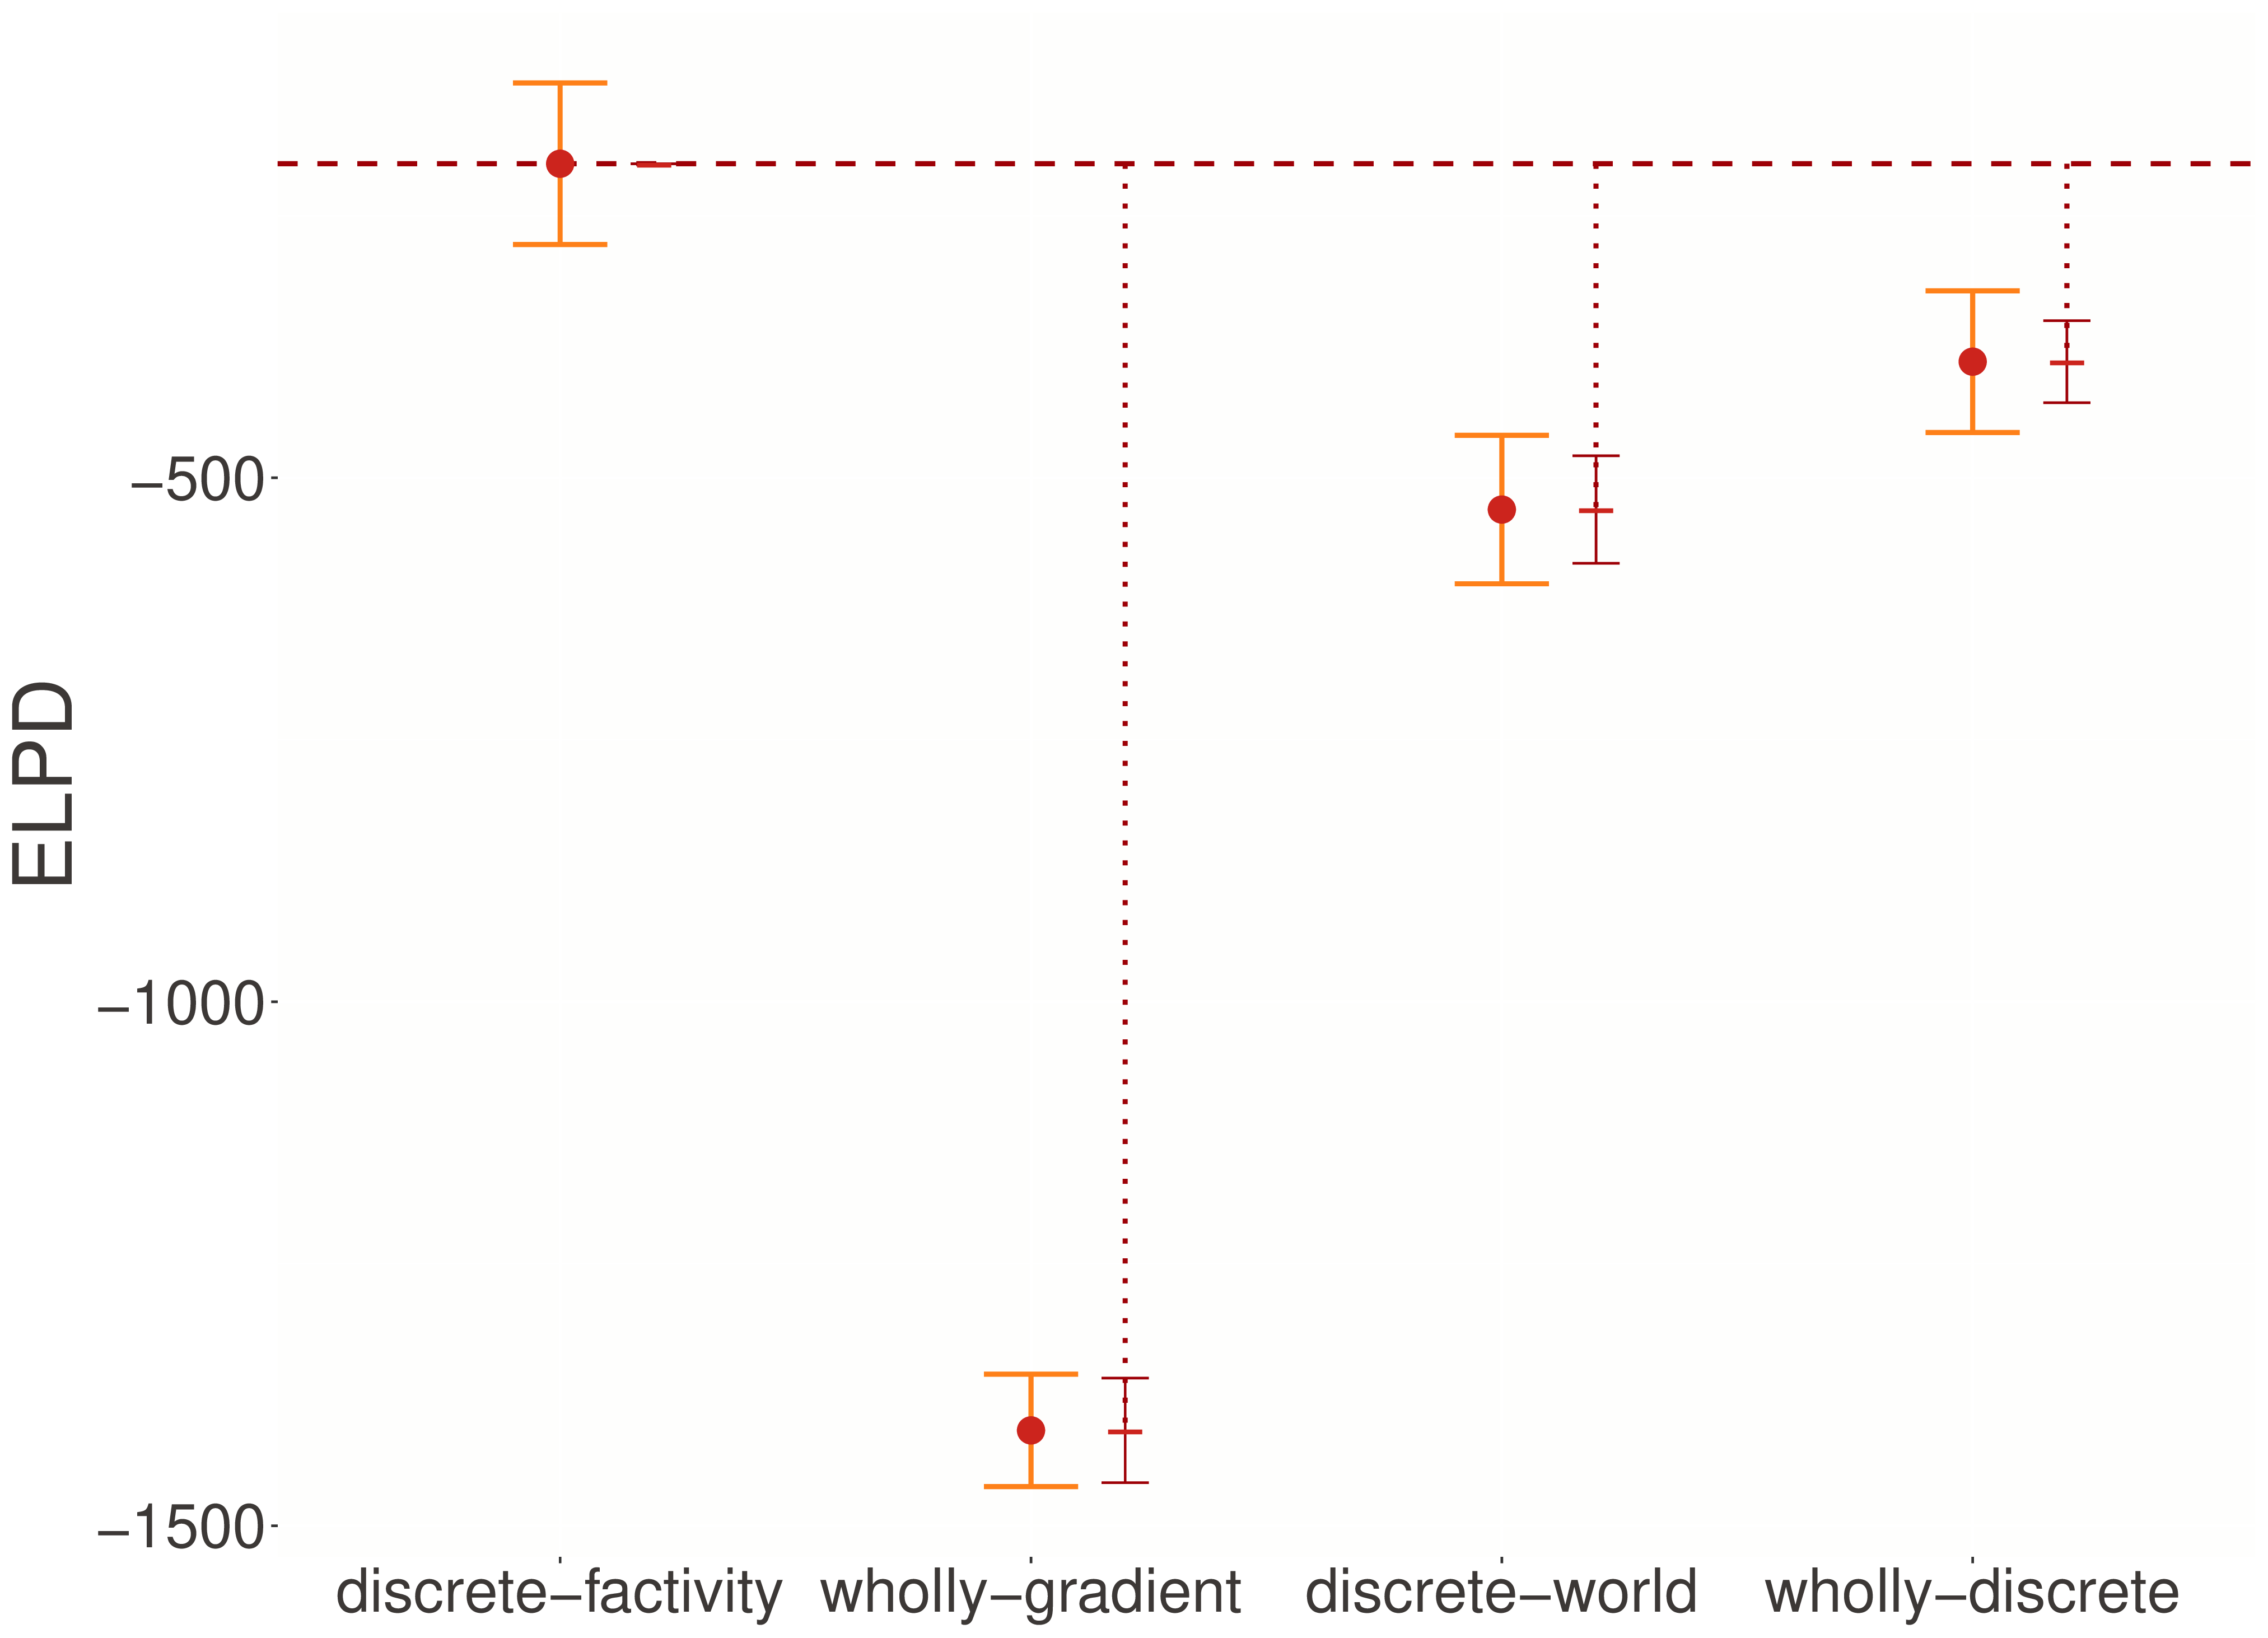 ELPD
−500
−1000
−1500
discrete−factivity wholly−gradient discrete−world wholly−discrete